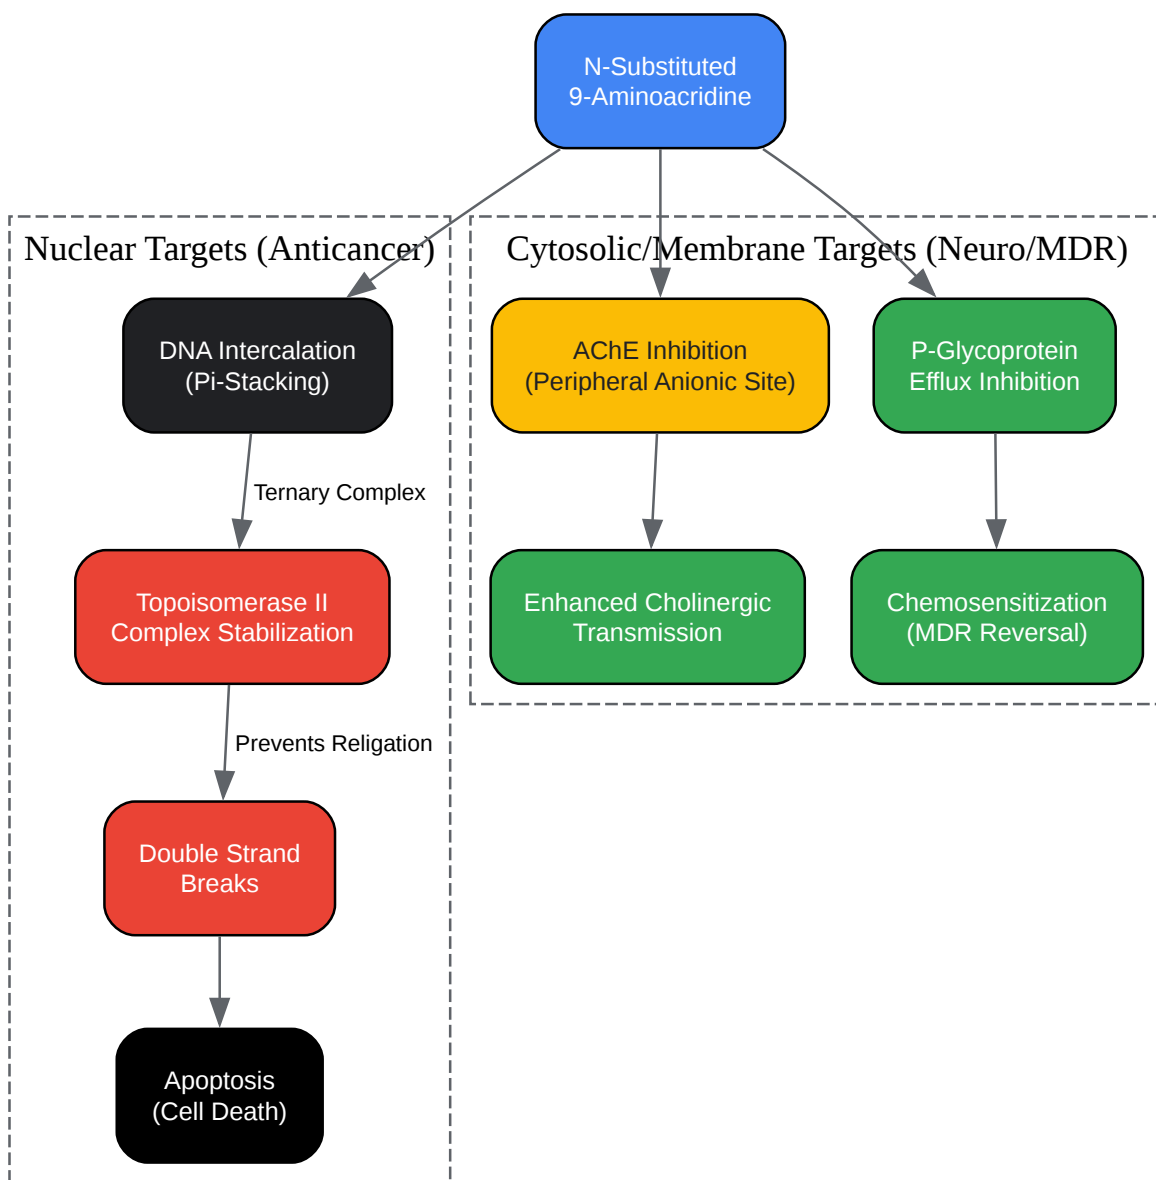 N-Substituted
9-Aminoacridine
Nuclear Targets (Anticancer)
Cytosolic/Membrane Targets (Neuro/MDR)
DNA Intercalation
(Pi-Stacking)
AChE Inhibition
(Peripheral Anionic Site)
P-Glycoprotein
Efflux Inhibition
Ternary Complex
Topoisomerase II
Complex Stabilization
Enhanced Cholinergic
Transmission
Chemosensitization
(MDR Reversal)
Prevents Religation
Double Strand
Breaks
Apoptosis
(Cell Death)